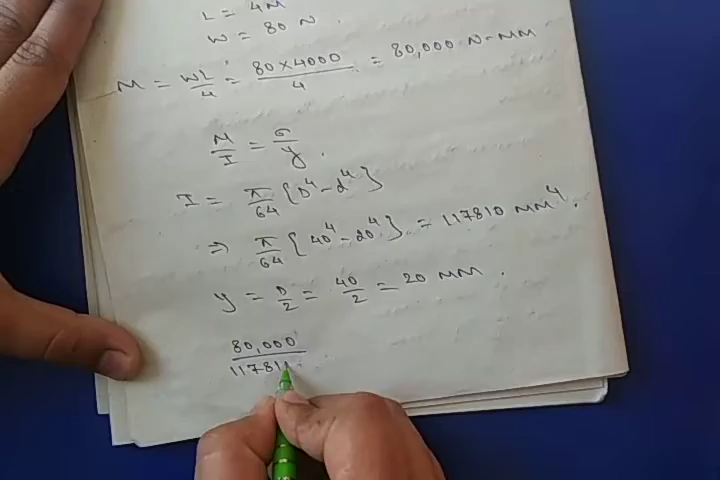 L = 4M
W = 80 N.
M = WL/4 = 80×4000/4 = 80,000 N-MM
M/I = σ/y.
I = π/64 {D⁴-d⁴}
⇒ π/64 {40⁴-20⁴} = 117810 MM⁴.
y = D/2 = 40/2 = 20 MM.
80,000/11781